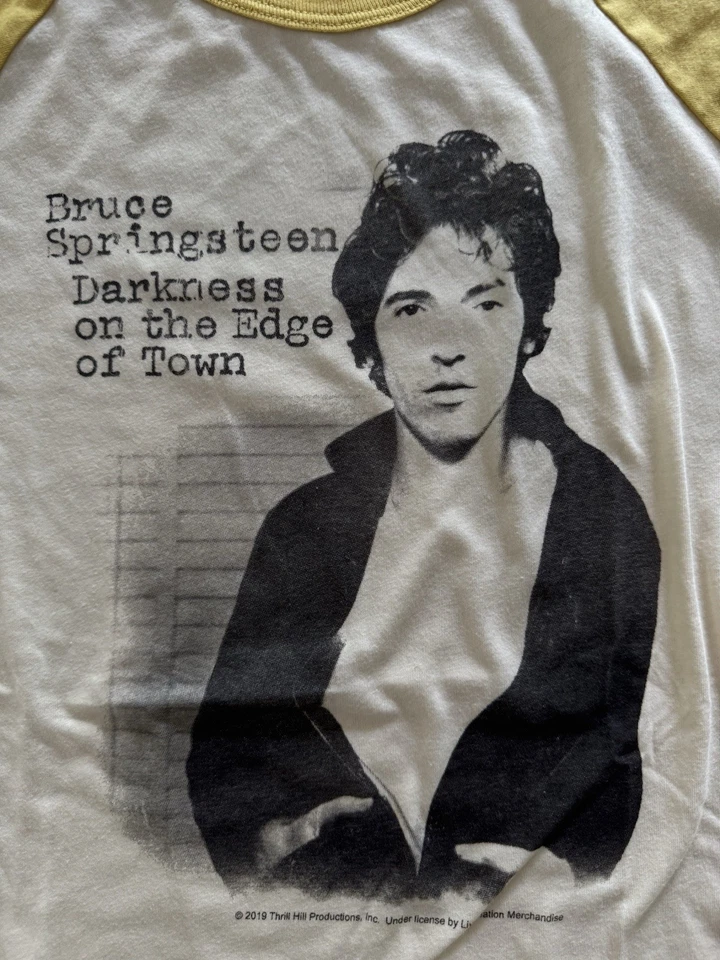 Bruce
Springsteen
Darkness
on the Edge
of Town
© 2019 Thrill Hill Productions, Inc. Under license by Merchandise